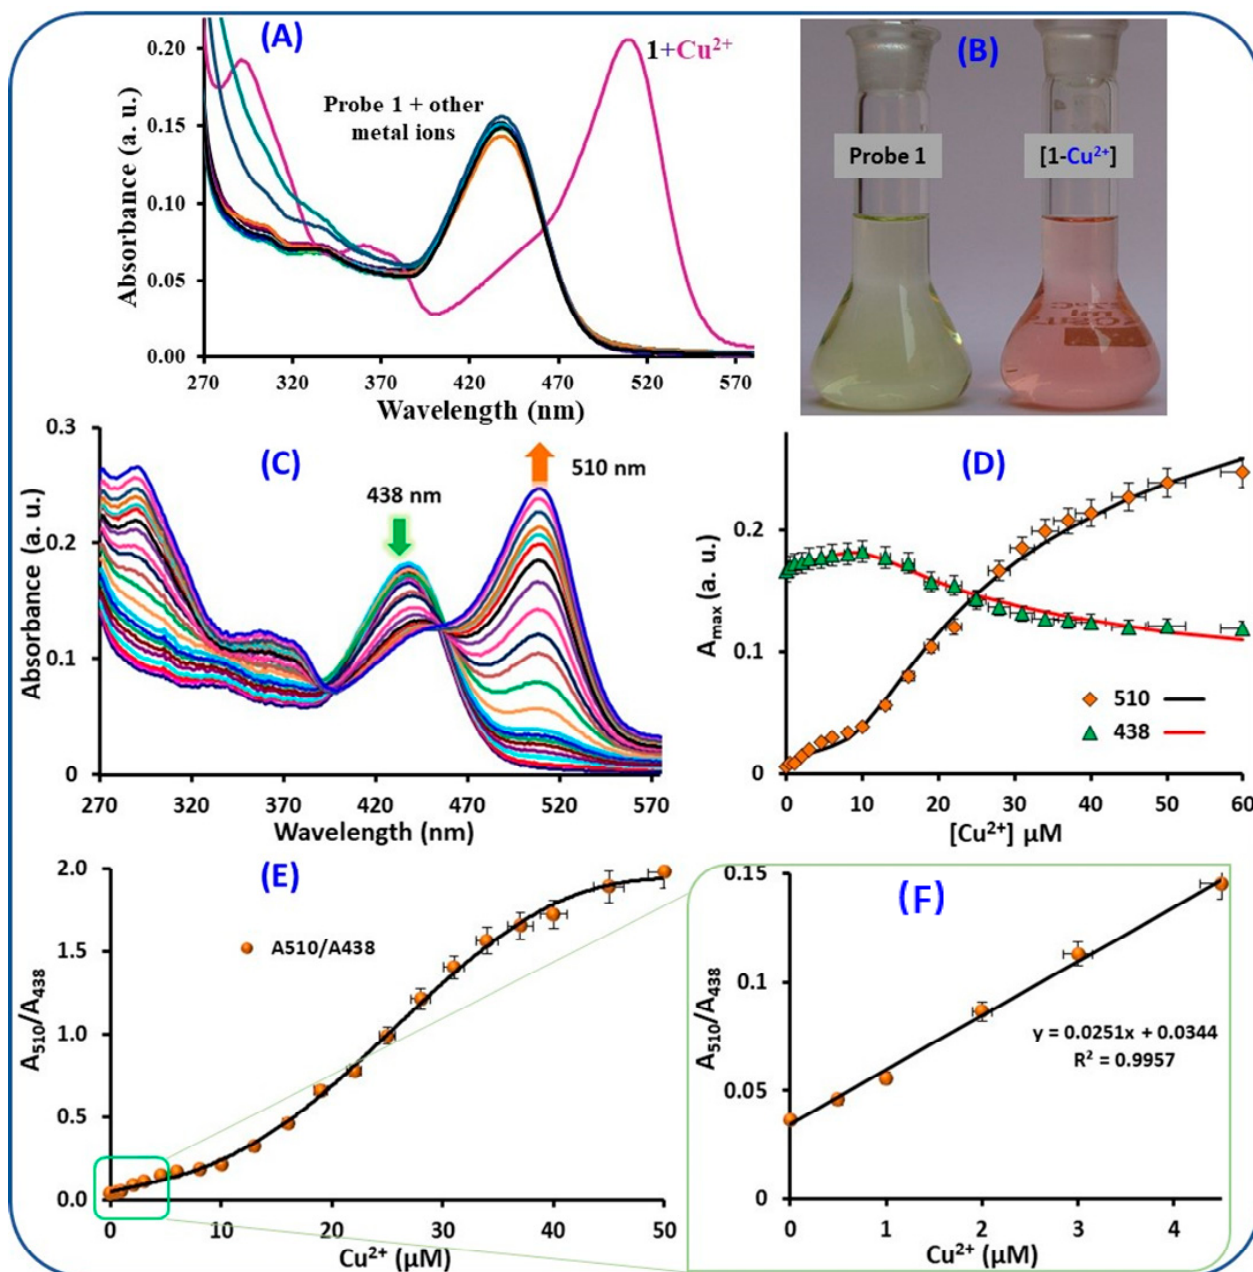 (A)
1+Cu²⁺
Probe 1 + other
metal ions
Absorbance (a. u.)
0.20
0.15
0.10
0.05
0.00
270 320 370 420 470 520 570
Wavelength (nm)
(B)
Probe 1
[1-Cu²⁺]
(C)
438 nm
510 nm
Absorbance (a. u.)
0.3
0.2
0.1
0
270 320 370 420 470 520 570
Wavelength (nm)
(D)
A_max (a. u.)
0.2
0.1
0
510
438
0 10 20 30 40 50 60
[Cu²⁺] µM
(E)
A₅₁₀/A₄₃₈
2.0
1.5
1.0
0.5
0.0
A510/A438
0 10 20 30 40 50
Cu²⁺ (µM)
(F)
A₅₁₀/A₄₃₈
0.15
0.1
0.05
0
y = 0.0251x + 0.0344
R² = 0.9957
0 1 2 3 4
Cu²⁺ (µM)